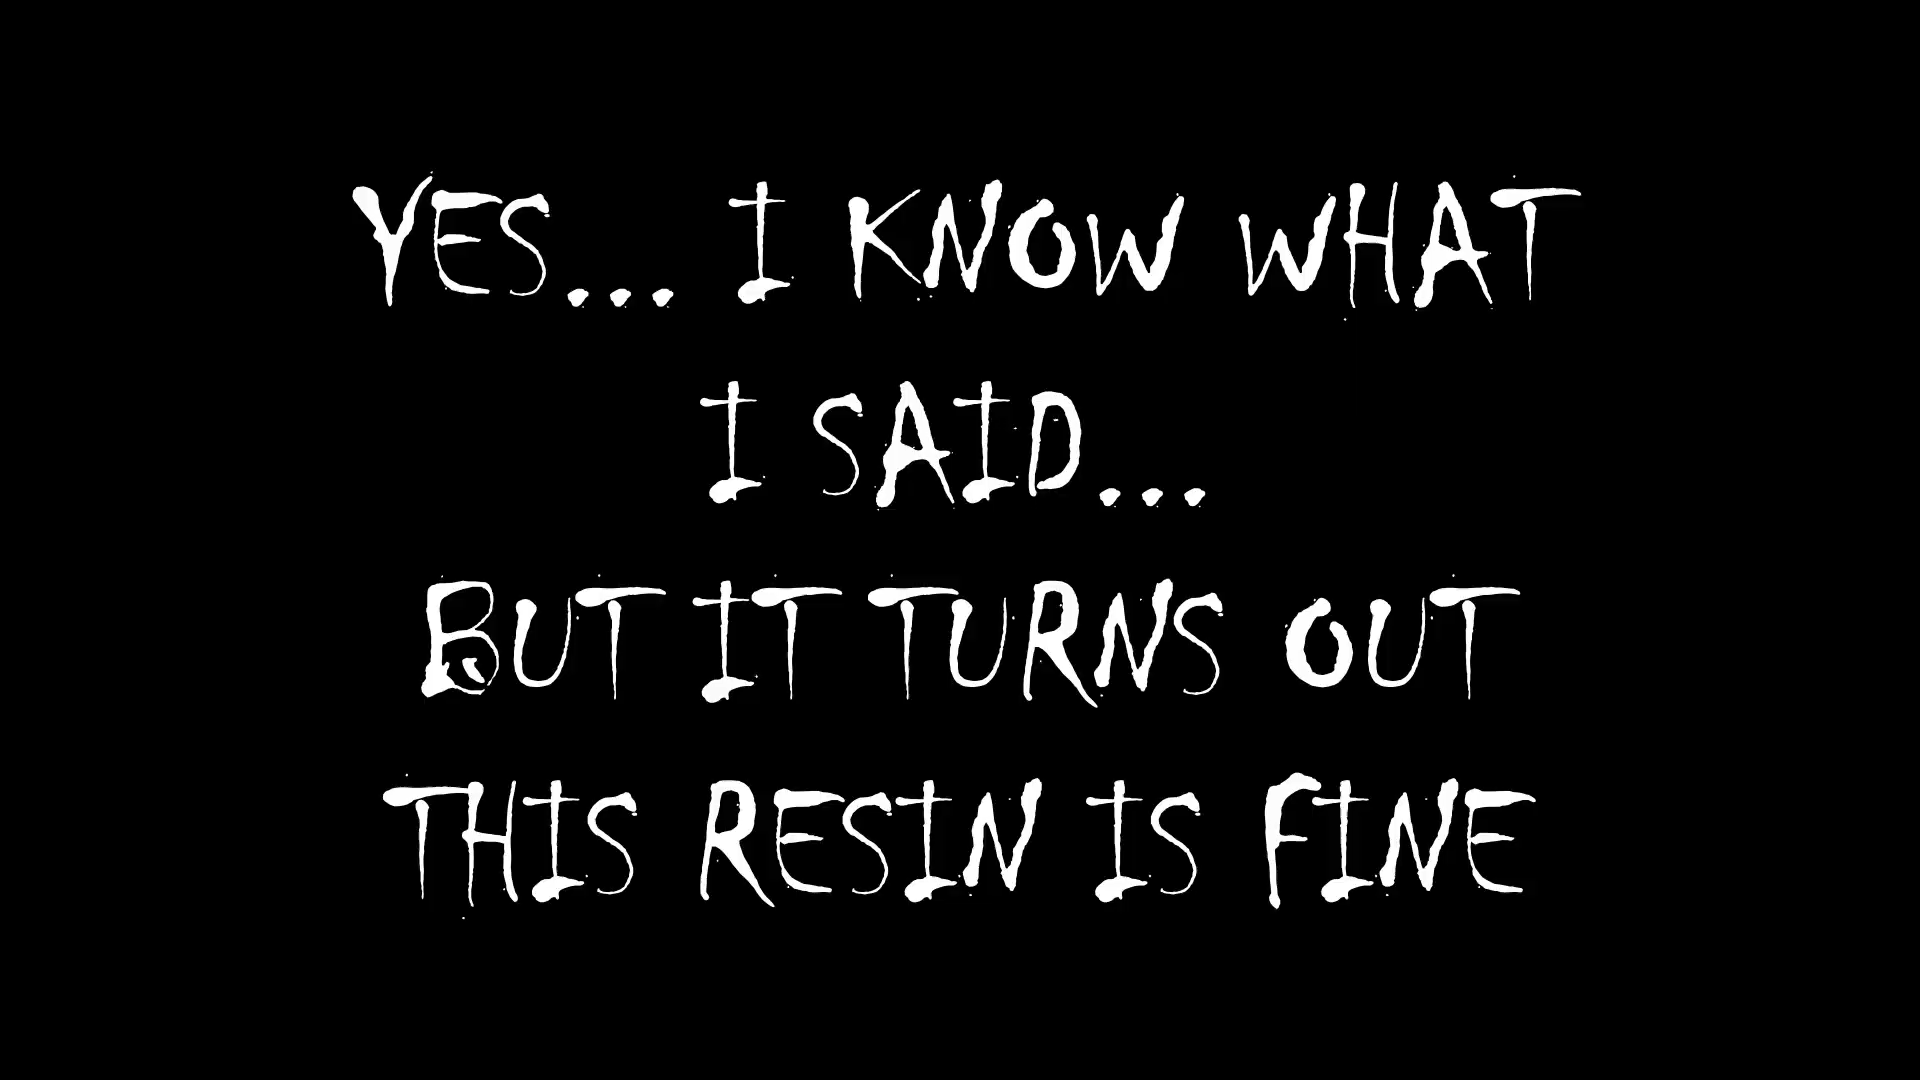 YES... I KNOW WHAT
I SAID...
BUT IT TURNS OUT
THIS RESIN IS FINE